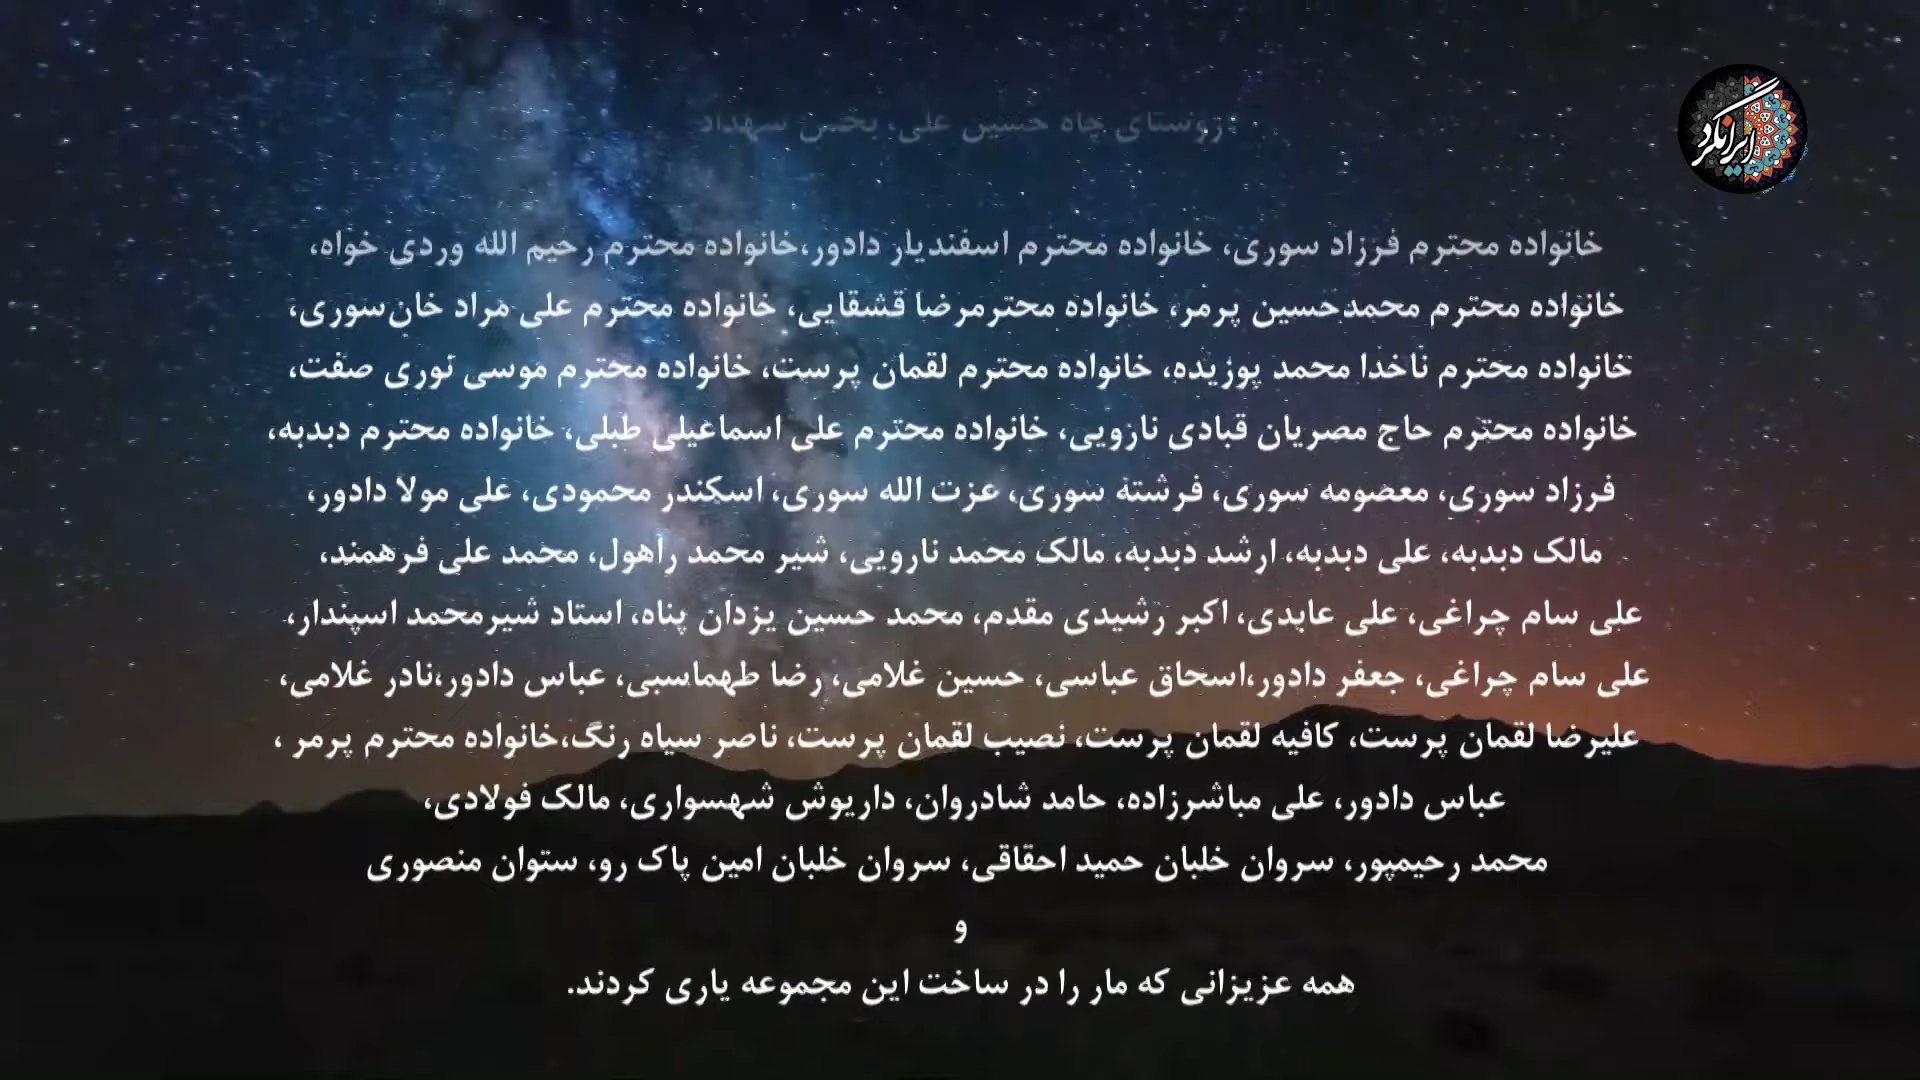 روستای چاه حسین علی، بخش سهداد
ایرانگرد
خانواده محترم فرزاد سوری، خانواده محترم اسفندیار دادور،خانواده محترم رحیم الله وردی خواه،
خانواده محترم محمدحسین پرمر، خانواده محترمرضا قشقایی، خانواده محترم علی مراد خان‌سوری،
خانواده محترم ناخدا محمد پوزیده، خانواده محترم لقمان پرست، خانواده محترم موسی نوری صفت،
خانواده محترم حاج مصریان قبادی نارویی، خانواده محترم علی اسماعیلی طبلی، خانواده محترم دبدبه،
فرزاد سوری، معصومه سوری، فرشته سوری، عزت الله سوری، اسکندر محمودی، علی مولا دادور،
مالک دبدبه، علی دبدبه، ارشد دبدبه، مالک محمد نارویی، شیر محمد راهول، محمد علی فرهمند،
علی سام چراغی، علی عابدی، اکبر رشیدی مقدم، محمد حسین یزدان پناه، استاد شیرمحمد اسپندار،
علی سام چراغی، جعفر دادور،اسحاق عباسی، حسین غلامی، رضا طهماسبی، عباس دادور،نادر غلامی،
علیرضا لقمان پرست، کافیه لقمان پرست، نصیب لقمان پرست، ناصر سیاه رنگ،خانواده محترم پرمر ،
عباس دادور، علی مباشرزاده، حامد شادروان، داریوش شهسواری، مالک فولادی،
محمد رحیمپور، سروان خلبان حمید احقاقی، سروان خلبان امین پاک رو، ستوان منصوری
و
همه عزیزانی که مار را در ساخت این مجموعه یاری کردند.